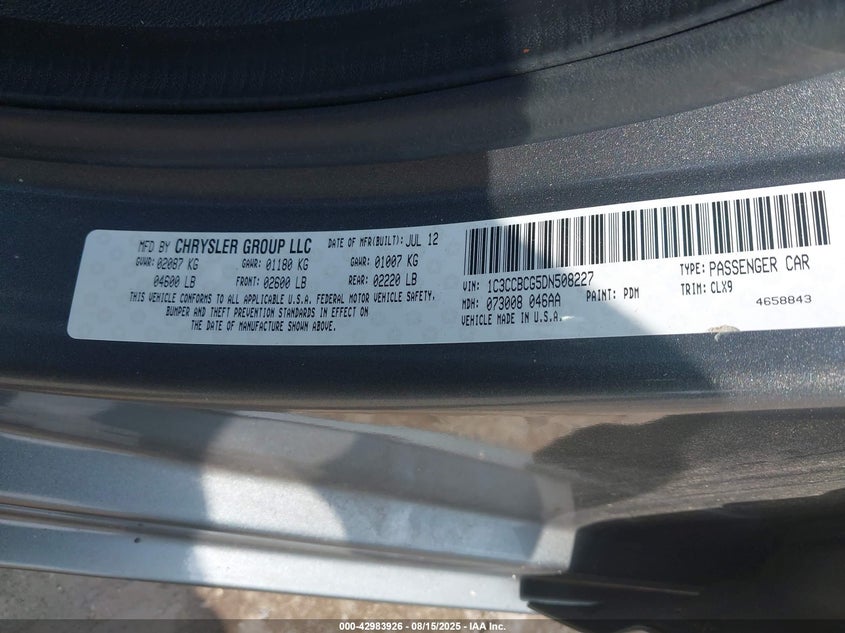 MFD BY CHRYSLER GROUP LLC DATE OF MFR(BUILT): JUL 12
GVWR: 02087 KG GAWR: 01180 KG GAWR: 01007 KG
04600 LB FRONT: 02600 LB REAR: 02220 LB
THIS VEHICLE CONFORMS TO ALL APPLICABLE U.S.A. FEDERAL MOTOR VEHICLE SAFETY,
BUMPER AND THEFT PREVENTION STANDARDS IN EFFECT ON
THE DATE OF MANUFACTURE SHOWN ABOVE.
VIN: 1C3CCBCG5DN508227 TYPE: PASSENGER CAR
MDH: 073008 046AA PAINT: PDM TRIM: CLX9
VEHICLE MADE IN U.S.A. 4658843
000-42983926 - 08/15/2025 - © IAA, Inc.